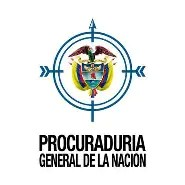 PROCURADURIA
GENERAL DE LA NACION